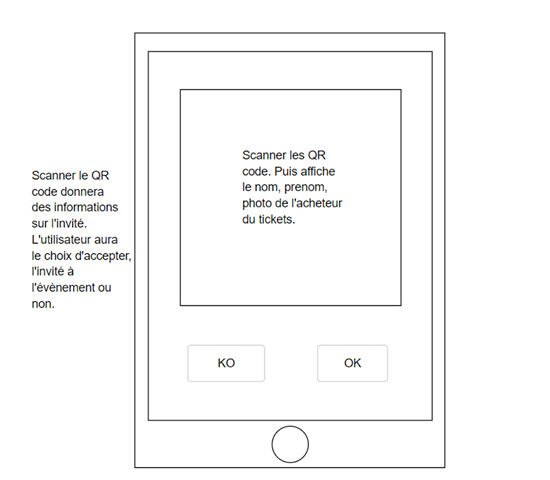 Scanner le QR
code donnera
des informations
sur l'invité.
L'utilisateur aura
le choix d'accepter,
l'invité à
l'évènement ou
non.
Scanner les QR
code. Puis affiche
le nom, prenom,
photo de l'acheteur
du tickets.
KO
OK